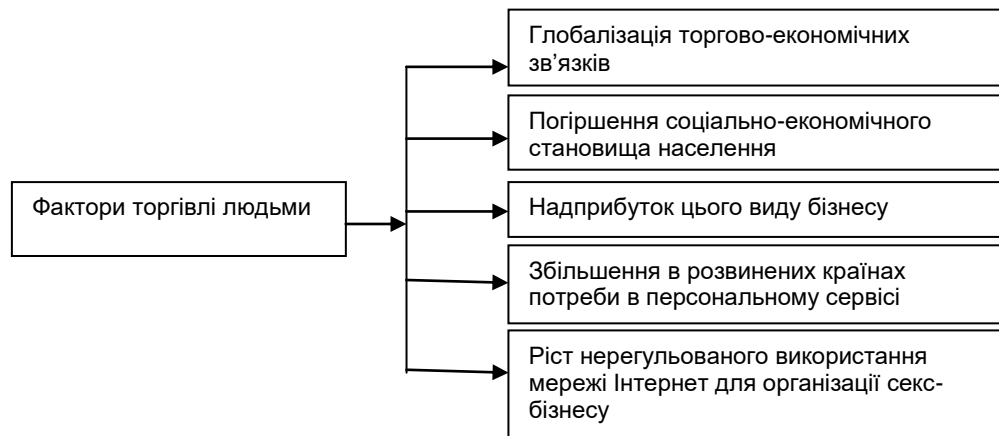 Фактори торгівлі людьми
Глобалізація торгово-економічних
зв’язків
Погіршення соціально-економічного
становища населення
Надприбуток цього виду бізнесу
Збільшення в розвинених країнах
потреби в персональному сервісі
Ріст нерегульованого використання
мережі Інтернет для організації секс-
бізнесу